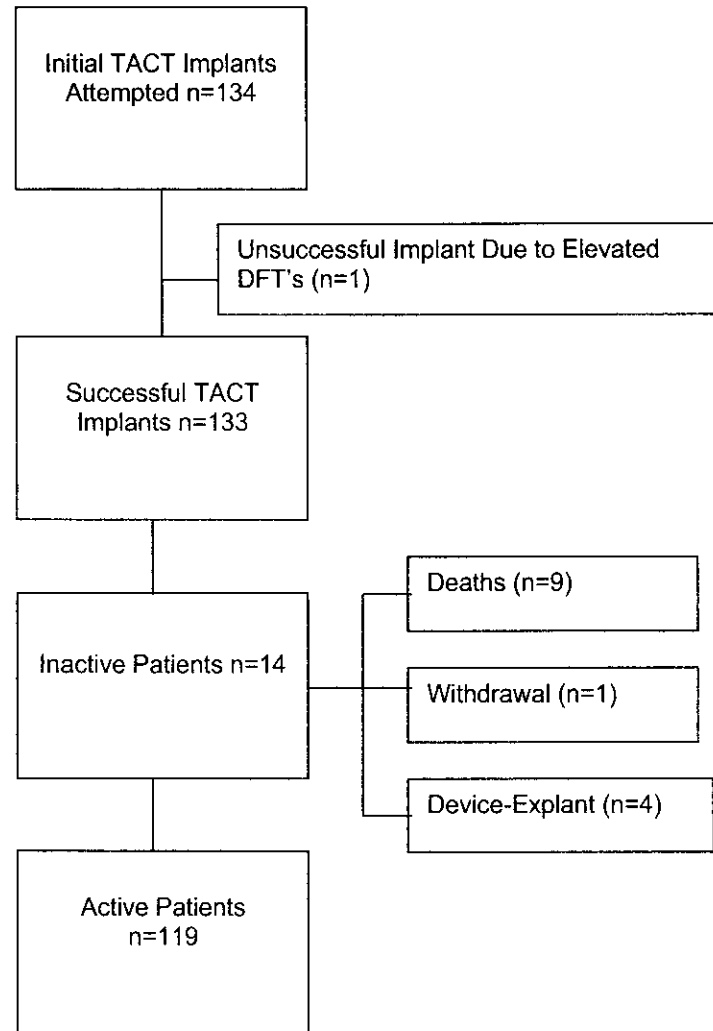 Initial TACT Implants
Attempted n=134
Unsuccessful Implant Due to Elevated
DFT's (n=1)
Successful TACT
Implants n=133
Deaths (n=9)
Inactive Patients n=14
Withdrawal (n=1)
Device-Explant (n=4)
Active Patients
n=119